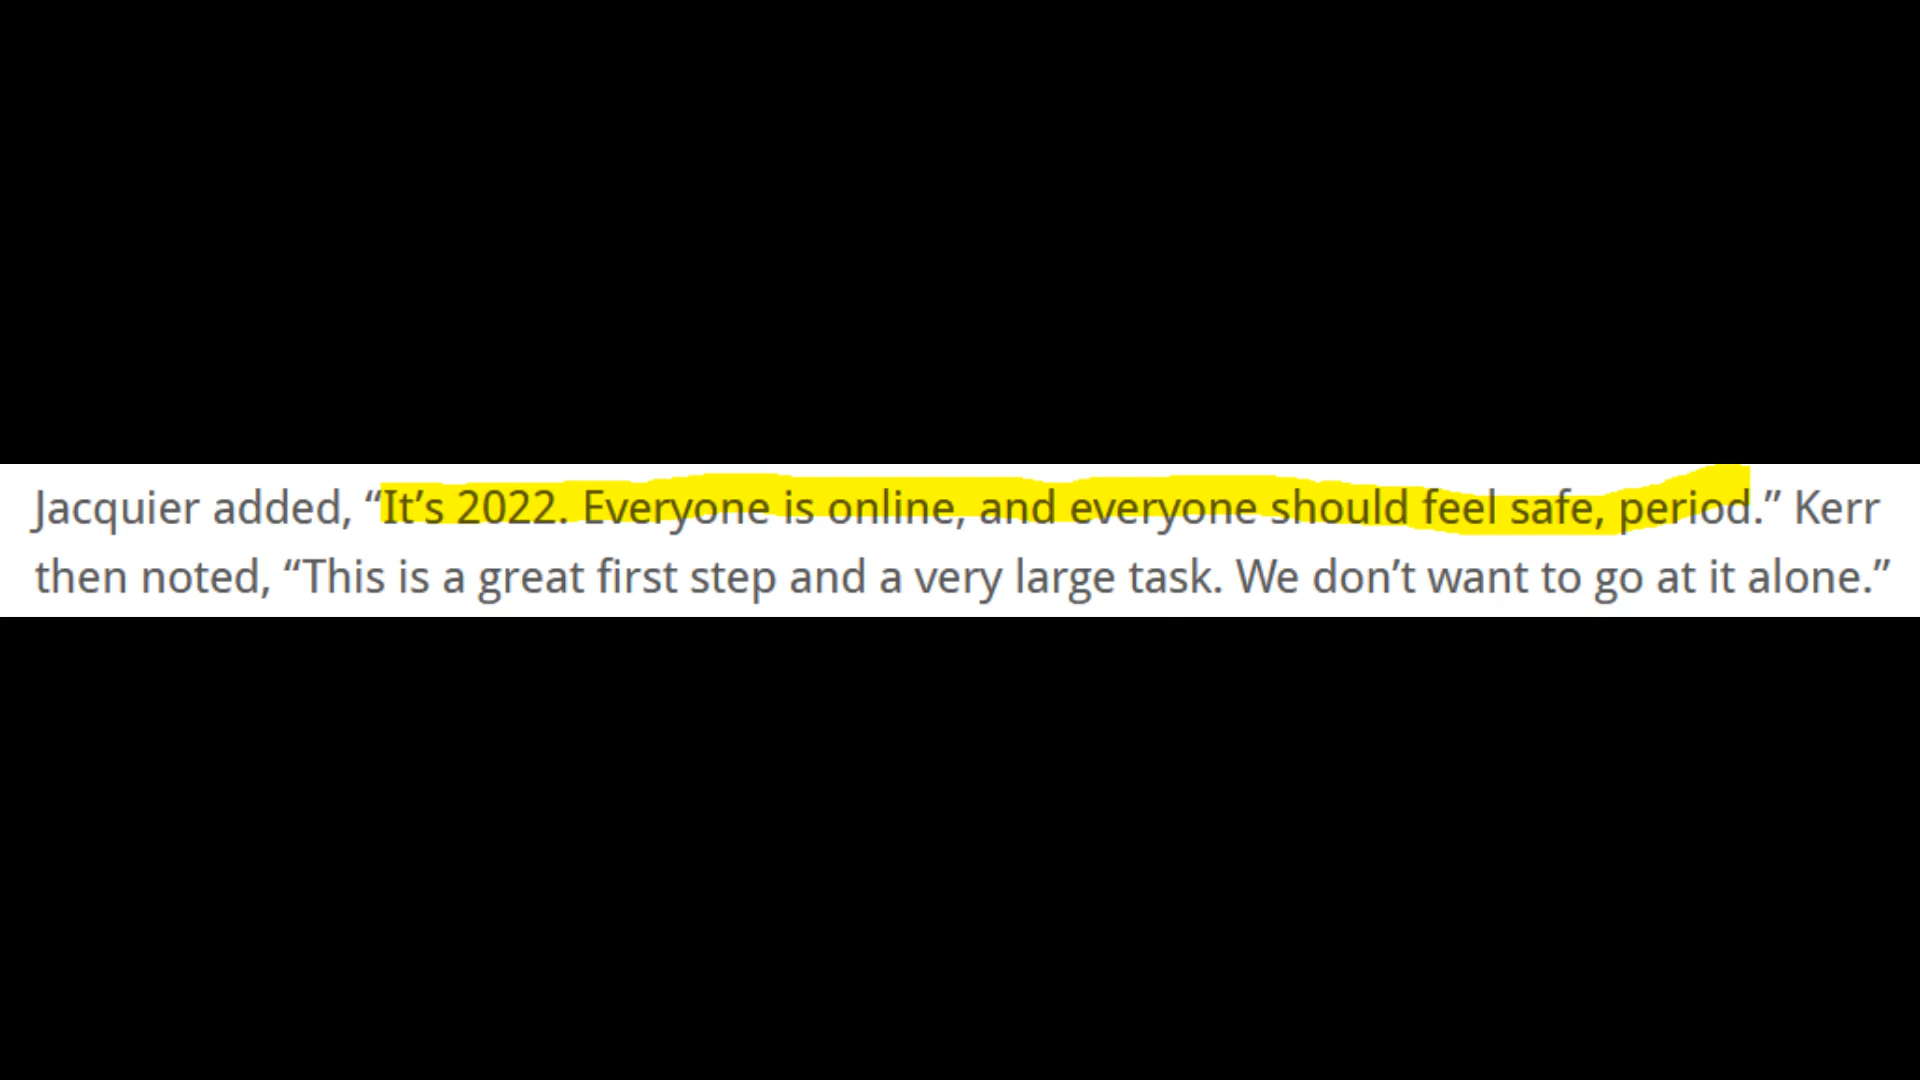 Jacquier added, “It’s 2022. Everyone is online, and everyone should feel safe, period.” Kerr
then noted, “This is a great first step and a very large task. We don’t want to go at it alone.”